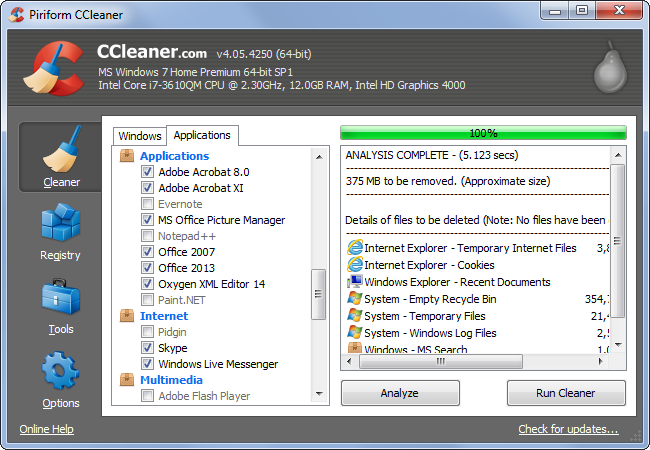 Piriform CCleaner
CCleaner.com v4.05.4250 (64-bit)
MS Windows 7 Home Premium 64-bit SP1
Intel Core i7-3610QM CPU @ 2.30GHz, 12.0GB RAM, Intel HD Graphics 4000
Cleaner
Registry
Tools
Options
Windows
Applications
Applications
Adobe Acrobat 8.0
Adobe Acrobat XI
Evernote
MS Office Picture Manager
Notepad++
Office 2007
Office 2013
Oxygen XML Editor 14
Paint.NET
Internet
Pidgin
Skype
Windows Live Messenger
Multimedia
Adobe Flash Player
100%
ANALYSIS COMPLETE - (5.123 secs)
375 MB to be removed. (Approximate size)
Details of files to be deleted (Note: No files have been
Internet Explorer - Temporary Internet Files 3,8
Internet Explorer - Cookies
Windows Explorer - Recent Documents
System - Empty Recycle Bin 354,7
System - Temporary Files 21,4
System - Windows Log Files 2,5
Windows - MS Search 1,0
Analyze
Run Cleaner
Online Help
Check for updates...